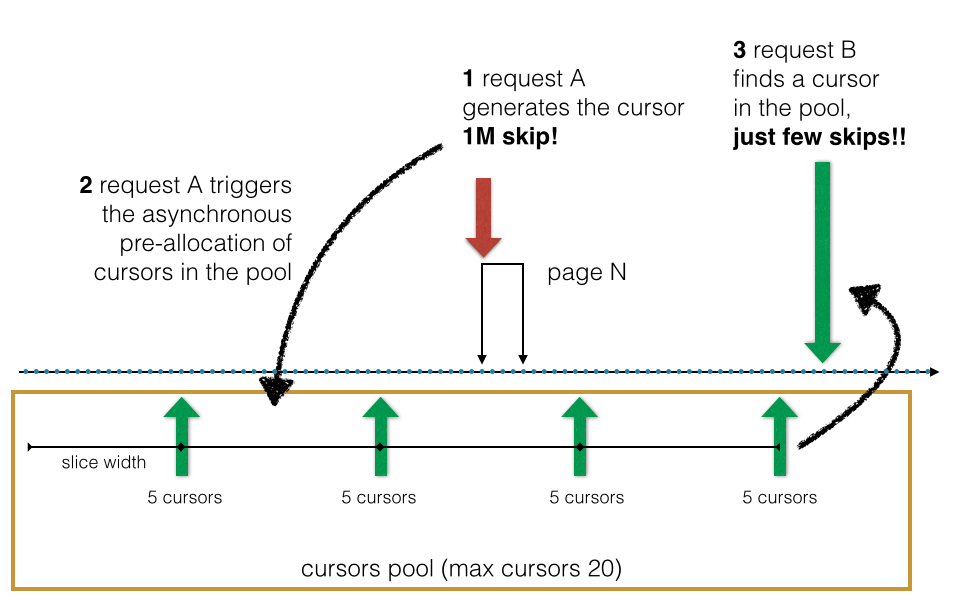 1 request A
generates the cursor
1M skip!
3 request B
finds a cursor
in the pool,
just few skips!!
2 request A triggers
the asynchronous
pre-allocation of
cursors in the pool
page N
slice width
5 cursors
5 cursors
5 cursors
5 cursors
cursors pool (max cursors 20)